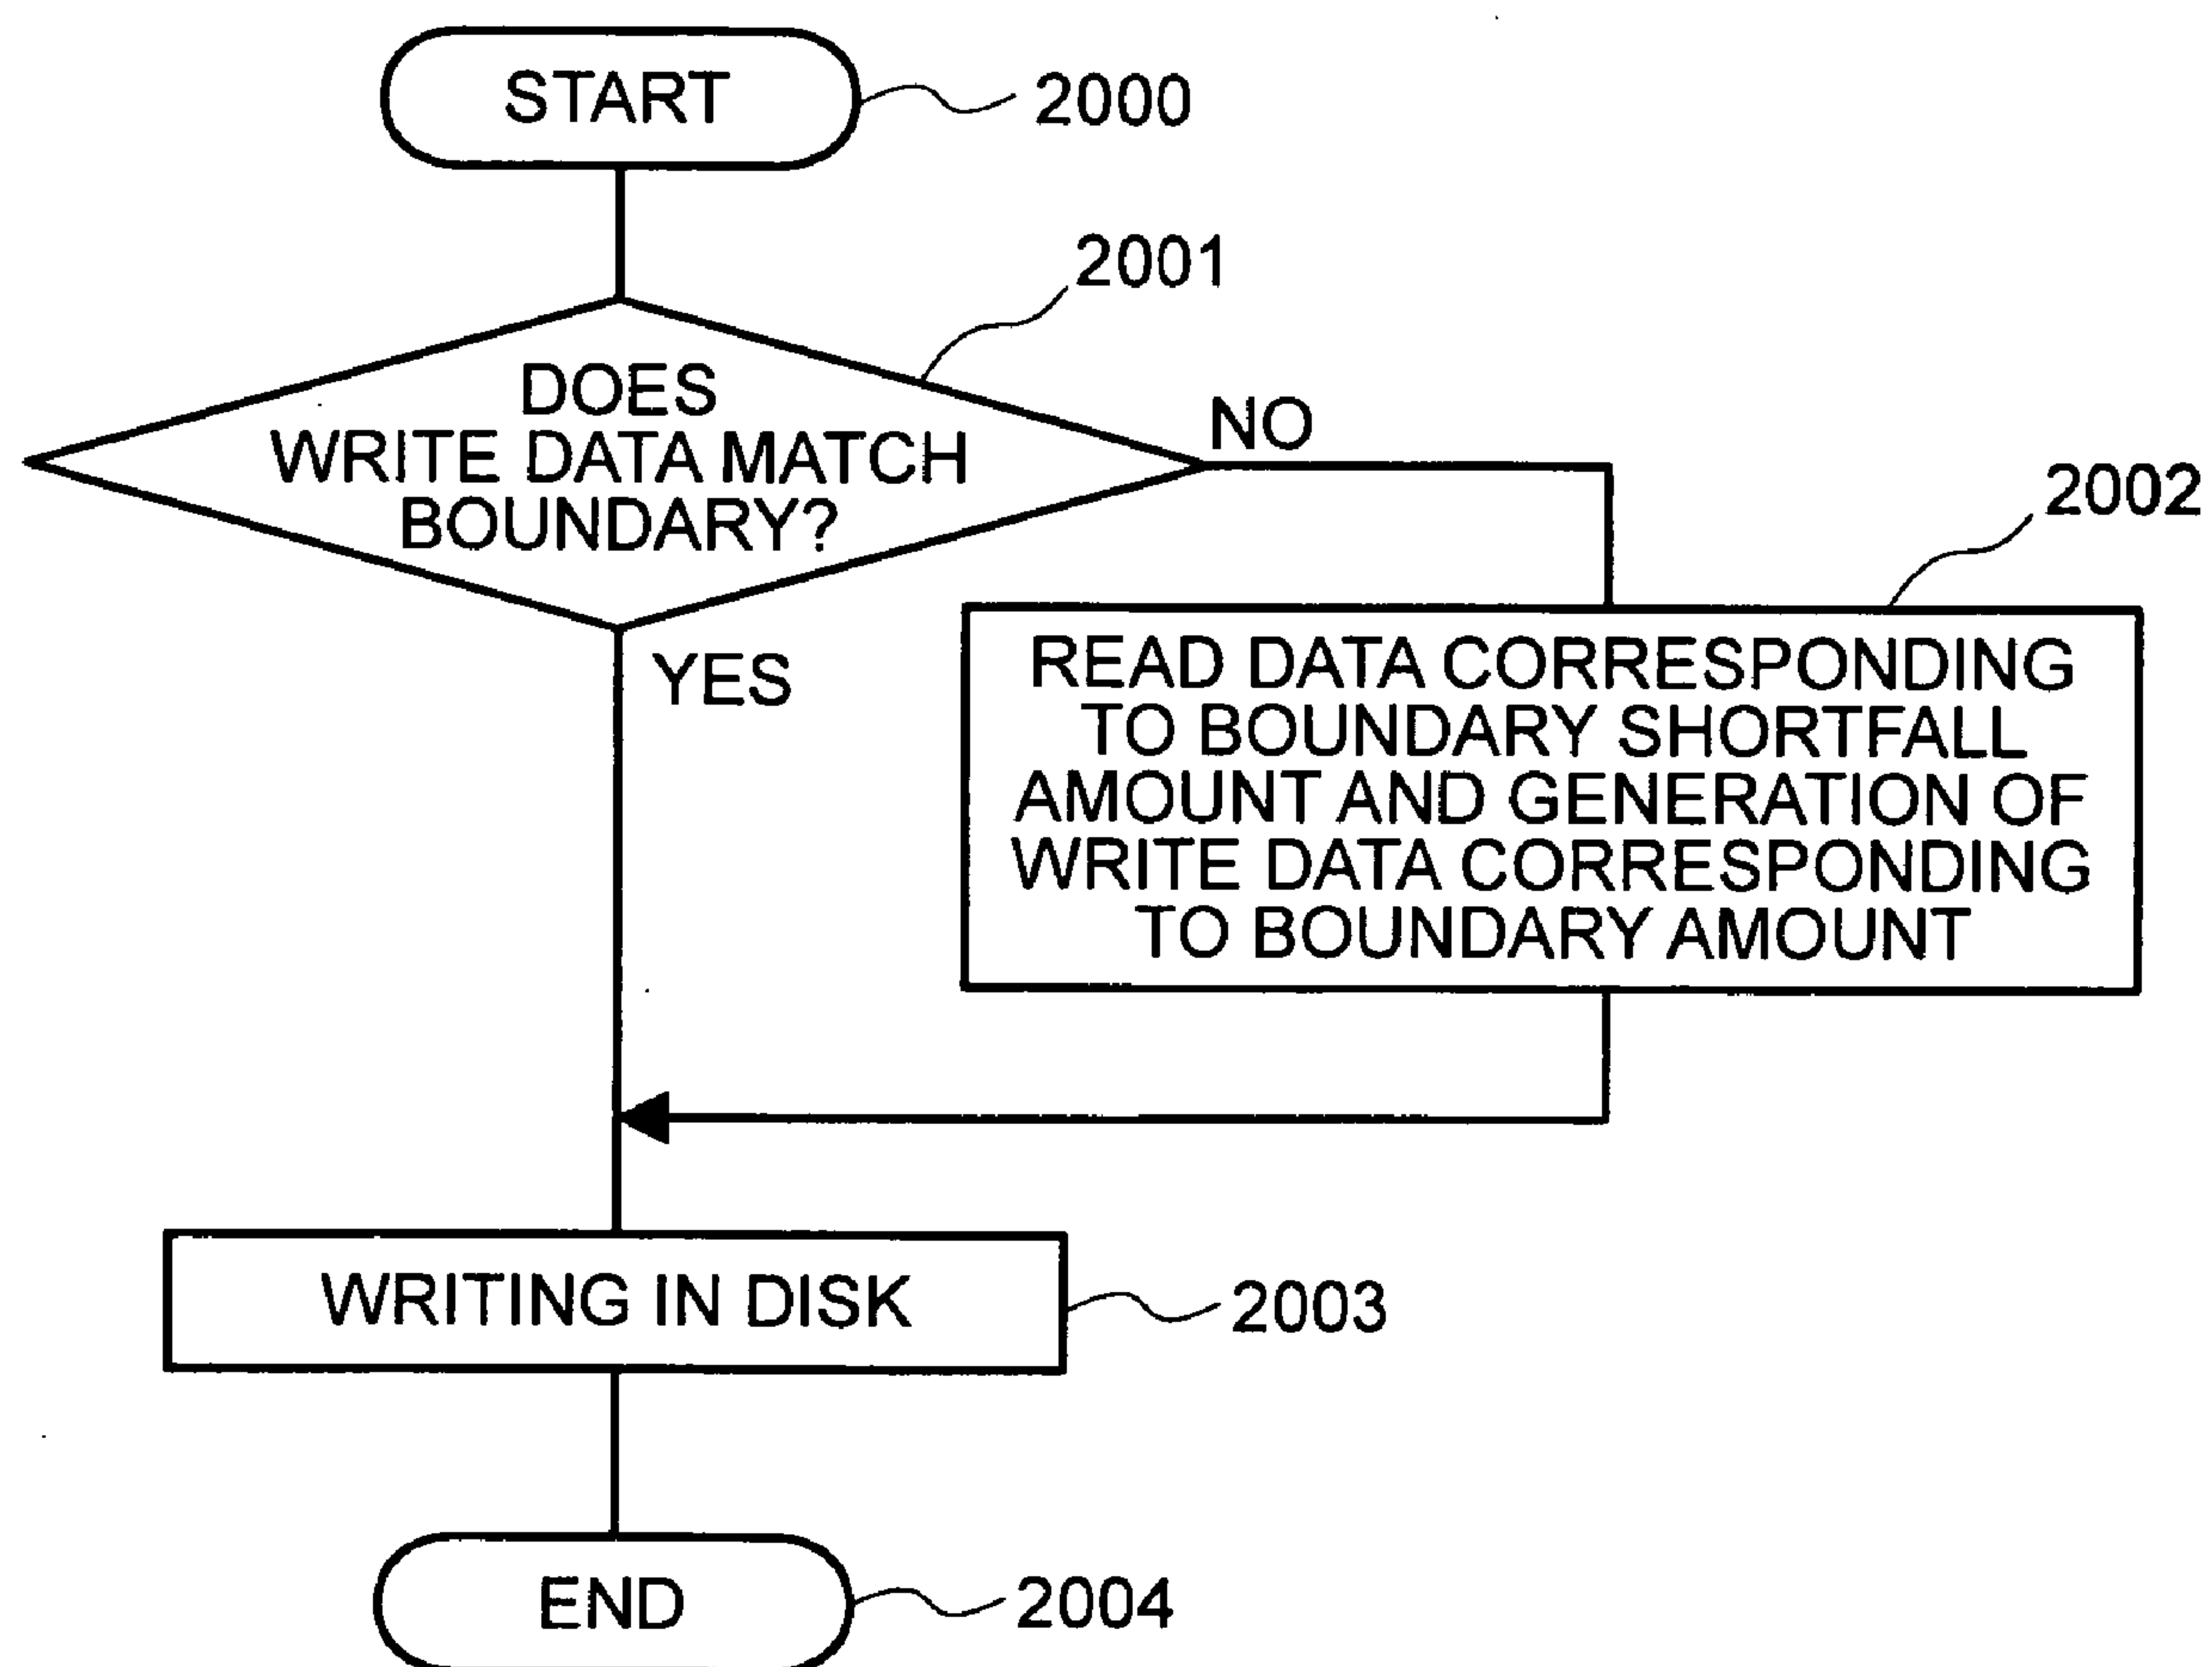 START
2000
2001
DOES
WRITE DATA MATCH
BOUNDARY?
NO
2002
YES
READ DATA CORRESPONDING
TO BOUNDARY SHORTFALL
AMOUNT AND GENERATION OF
WRITE DATA CORRESPONDING
TO BOUNDARY AMOUNT
WRITING IN DISK
2003
END
2004